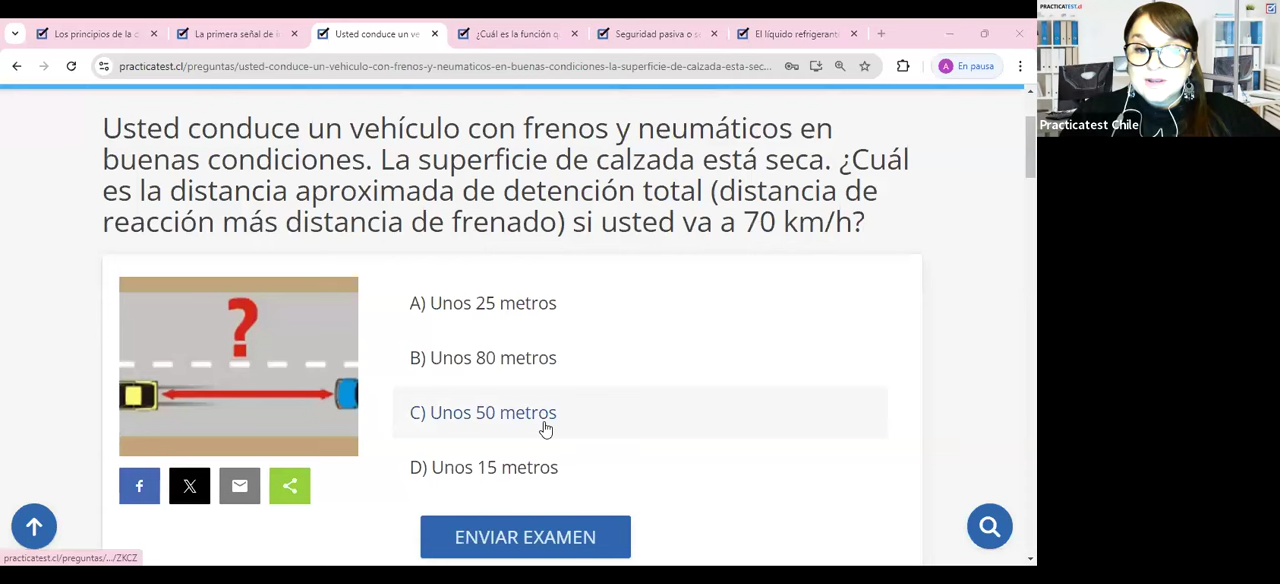 Los principios de la c
La primera señal de i
Usted conduce un ve
¿Cuál es la función q
Seguridad pasiva o s
El líquido refrigerant
practicatest.cl/preguntas/usted-conduce-un-vehiculo-con-frenos-y-neumaticos-en-buenas-condiciones-la-superficie-de-calzada-esta-sec...
A
En pausa
PRACTICATEST.cl
Practicatest Chile
Usted conduce un vehículo con frenos y neumáticos en
buenas condiciones. La superficie de calzada está seca. ¿Cuál
es la distancia aproximada de detención total (distancia de
reacción más distancia de frenado) si usted va a 70 km/h?
?
A) Unos 25 metros
B) Unos 80 metros
C) Unos 50 metros
D) Unos 15 metros
ENVIAR EXAMEN
practicatest.cl/preguntas/.../ZKCZ